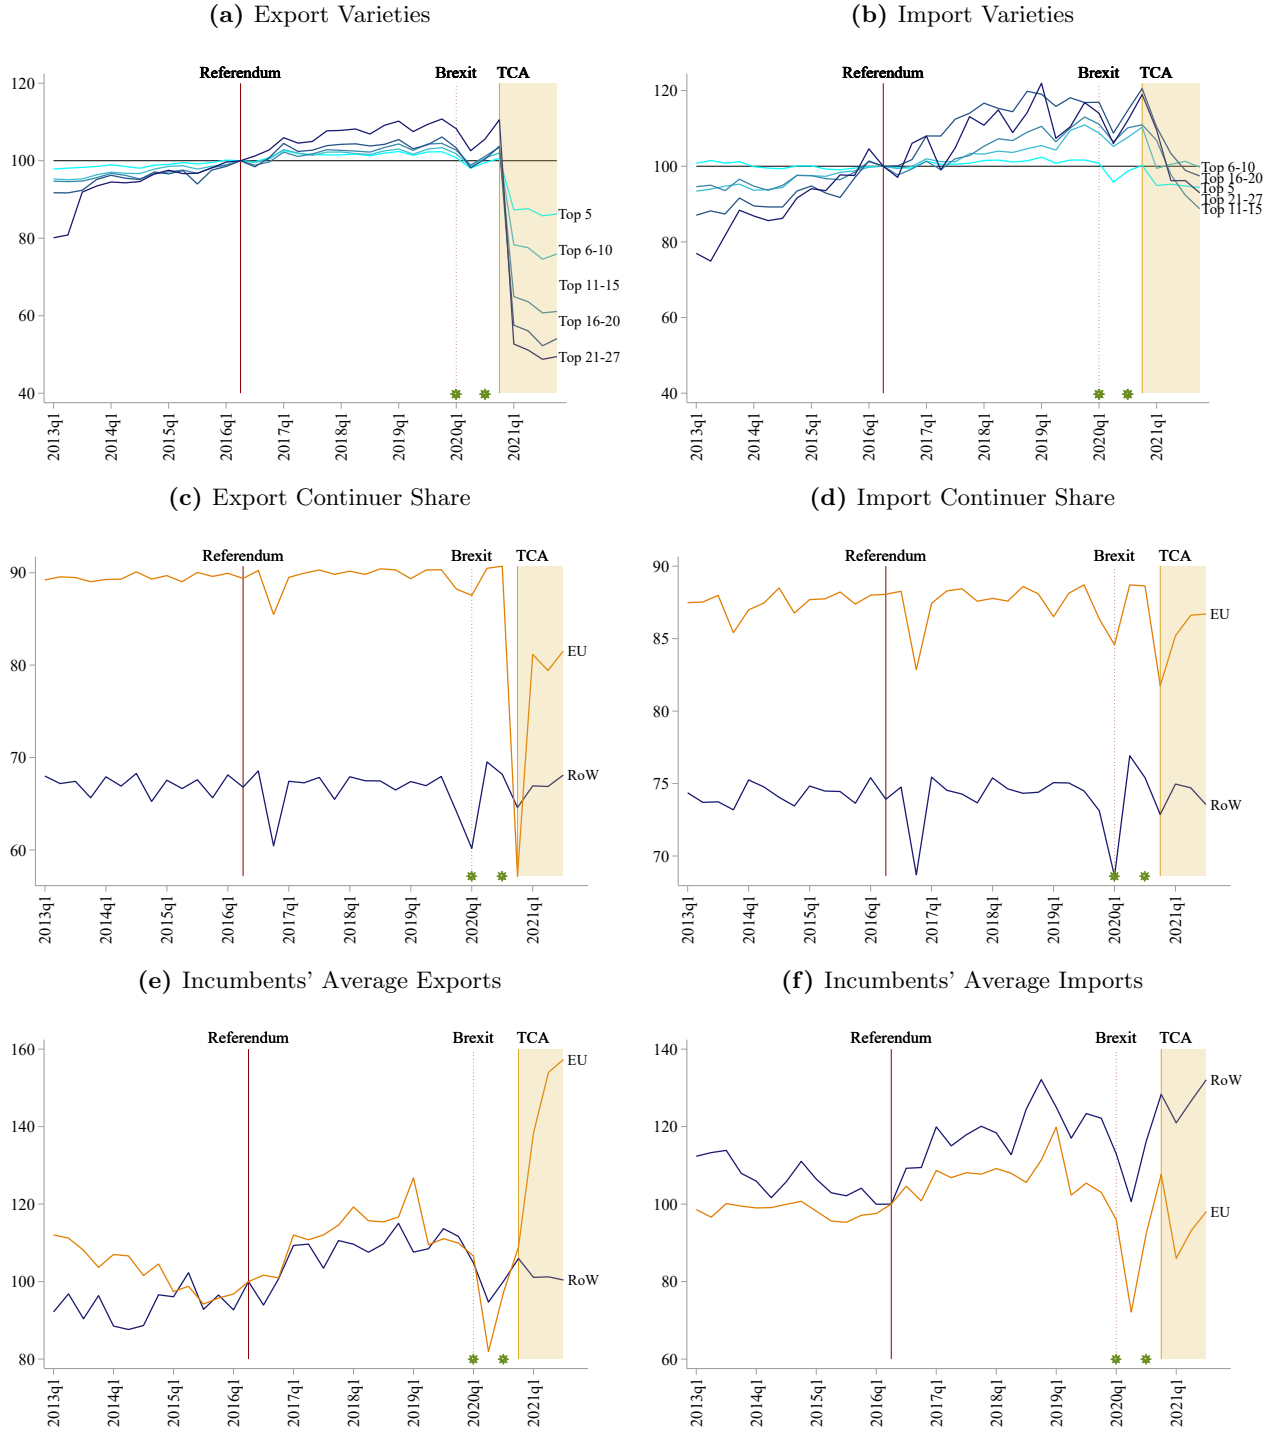 (a) Export Varieties
Referendum
Brexit
TCA
120
100
80
60
40
Top 5
Top 6-10
Top 11-15
Top 16-20
Top 21-27
2013q1
2014q1
2015q1
2016q1
2017q1
2018q1
2019q1
2020q1
2021q1
(b) Import Varieties
Referendum
Brexit
TCA
120
100
80
60
40
Top 6-10
Top 16-20
Top 5
Top 21-27
Top 11-15
2013q1
2014q1
2015q1
2016q1
2017q1
2018q1
2019q1
2020q1
2021q1
(c) Export Continuer Share
Referendum
Brexit
TCA
90
80
70
60
EU
RoW
2013q1
2014q1
2015q1
2016q1
2017q1
2018q1
2019q1
2020q1
2021q1
(d) Import Continuer Share
Referendum
Brexit
TCA
90
85
80
75
70
EU
RoW
2013q1
2014q1
2015q1
2016q1
2017q1
2018q1
2019q1
2020q1
2021q1
(e) Incumbents' Average Exports
Referendum
Brexit
TCA
160
140
120
100
80
EU
RoW
2013q1
2014q1
2015q1
2016q1
2017q1
2018q1
2019q1
2020q1
2021q1
(f) Incumbents' Average Imports
Referendum
Brexit
TCA
140
120
100
80
60
RoW
EU
2013q1
2014q1
2015q1
2016q1
2017q1
2018q1
2019q1
2020q1
2021q1